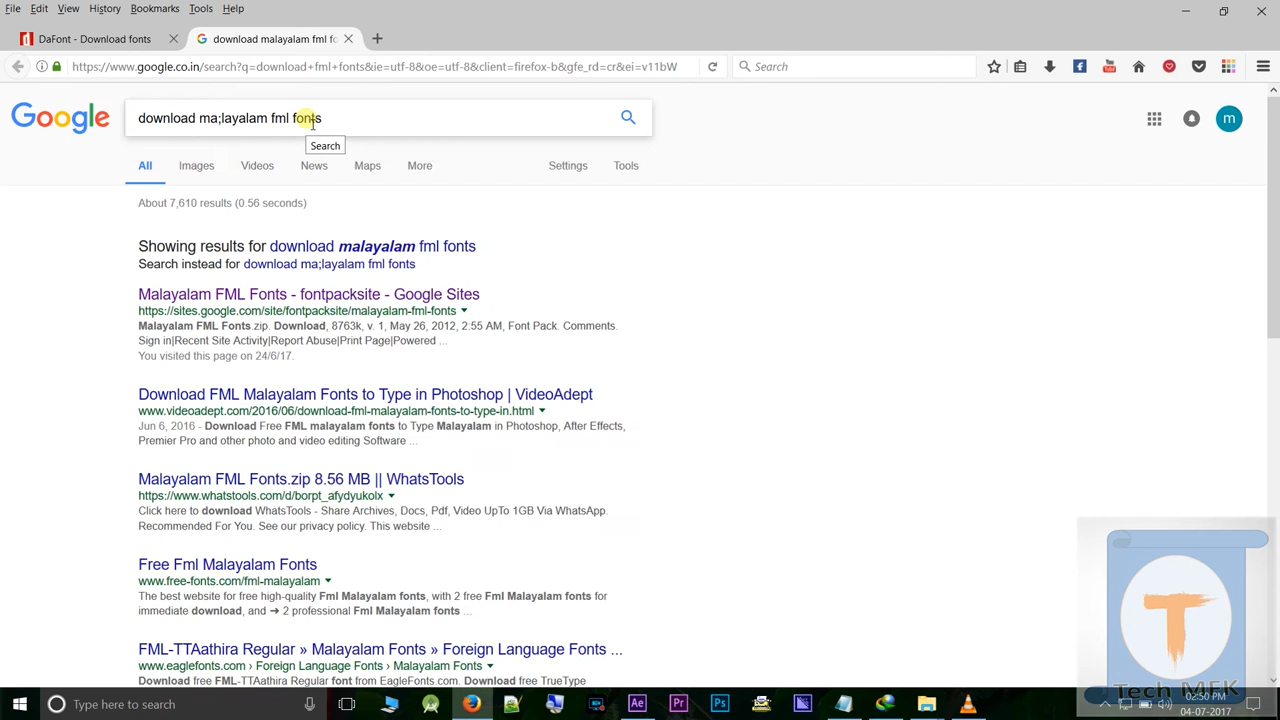 File Edit View History Bookmarks Tools Help
DaFont - Download fonts
download malayalam fml fo
https://www.google.co.in/search?q=download+fml+fonts&ie=utf-8&oe=utf-8&client=firefox-b&gfe_rd=cr&ei=v11bW
Search
Google
download ma;layalam fml fonts
m
Search
All Images Videos News Maps More Settings Tools
About 7,610 results (0.56 seconds)
Showing results for download malayalam fml fonts
Search instead for download ma;layalam fml fonts
Malayalam FML Fonts - fontpacksite - Google Sites
https://sites.google.com/site/fontpacksite/malayalam-fml-fonts
Malayalam FML Fonts.zip. Download, 8763k, v. 1, May 26, 2012, 2:55 AM, Font Pack. Comments.
Sign in|Recent Site Activity|Report Abuse|Print Page|Powered ...
You visited this page on 24/6/17.
Download FML Malayalam Fonts to Type in Photoshop | VideoAdept
www.videoadept.com/2016/06/download-fml-malayalam-fonts-to-type-in.html
Jun 6, 2016 - Download Free FML malayalam fonts to Type Malayalam in Photoshop, After Effects,
Premier Pro and other photo and video editing Software ...
Malayalam FML Fonts.zip 8.56 MB || WhatsTools
https://www.whatstools.com/d/borpt_afydyukolx
Click here to download WhatsTools - Share Archives, Docs, Pdf, Video UpTo 1GB Via WhatsApp.
Recommended For You. See our privacy policy. This website ...
Free Fml Malayalam Fonts
www.free-fonts.com/fml-malayalam
The best website for free high-quality Fml Malayalam fonts, with 2 free Fml Malayalam fonts for
immediate download, and ➔ 2 professional Fml Malayalam fonts ...
FML-TTAathira Regular » Malayalam Fonts » Foreign Language Fonts ...
www.eaglefonts.com › Foreign Language Fonts › Malayalam Fonts
Download free FML-TTAathira Regular font from EagleFonts.com. Download free TrueType
T
Tech MFK
Type here to search
Ae Pr Ps
02:50 PM
04-07-2017